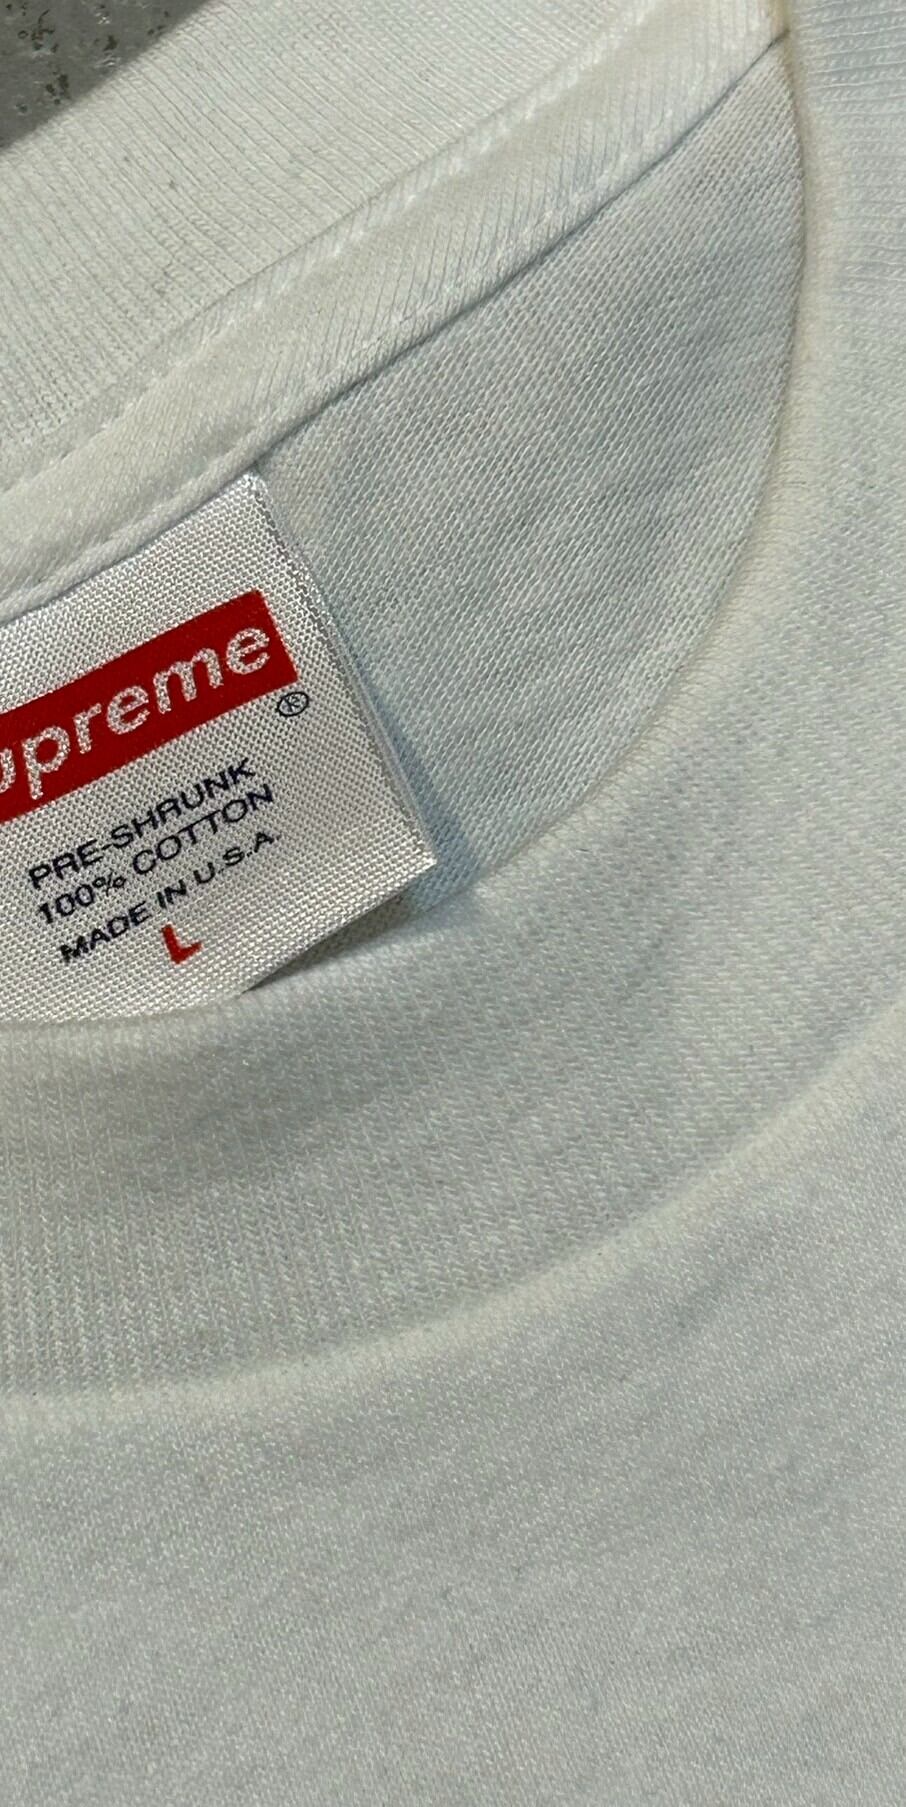 upreme
®
PRE-SHRUNK
100% COTTON
MADE IN U.S.A.
L